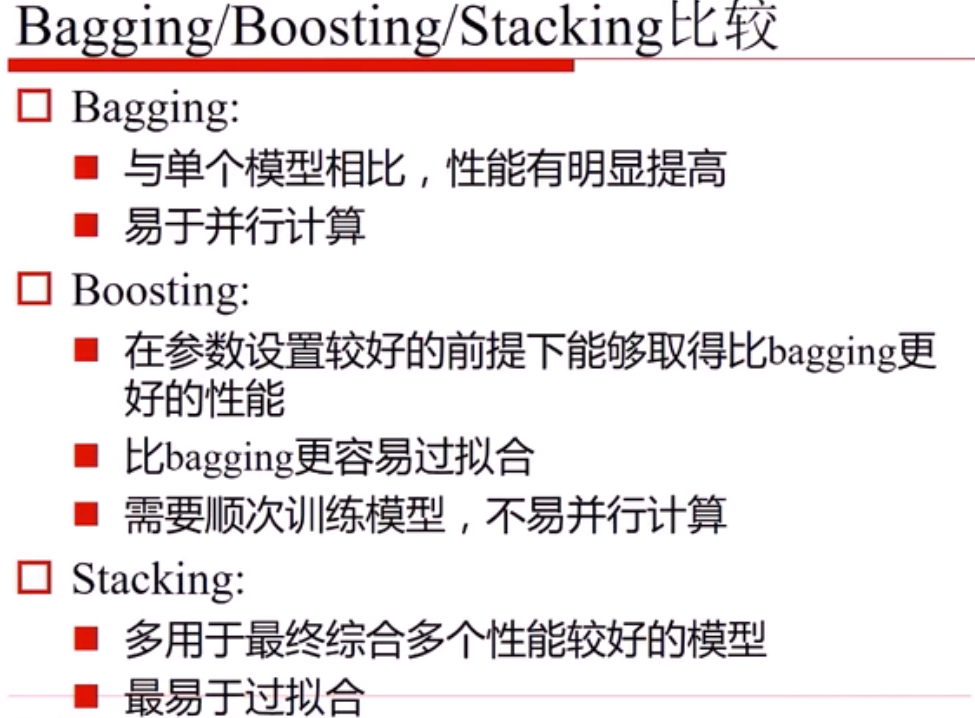 Bagging/Boosting/Stacking比较
Bagging:
与单个模型相比，性能有明显提高
易于并行计算
Boosting:
在参数设置较好的前提下能够取得比bagging更
好的性能
比bagging更容易过拟合
需要顺次训练模型，不易并行计算
Stacking:
多用于最终综合多个性能较好的模型
最易于过拟合